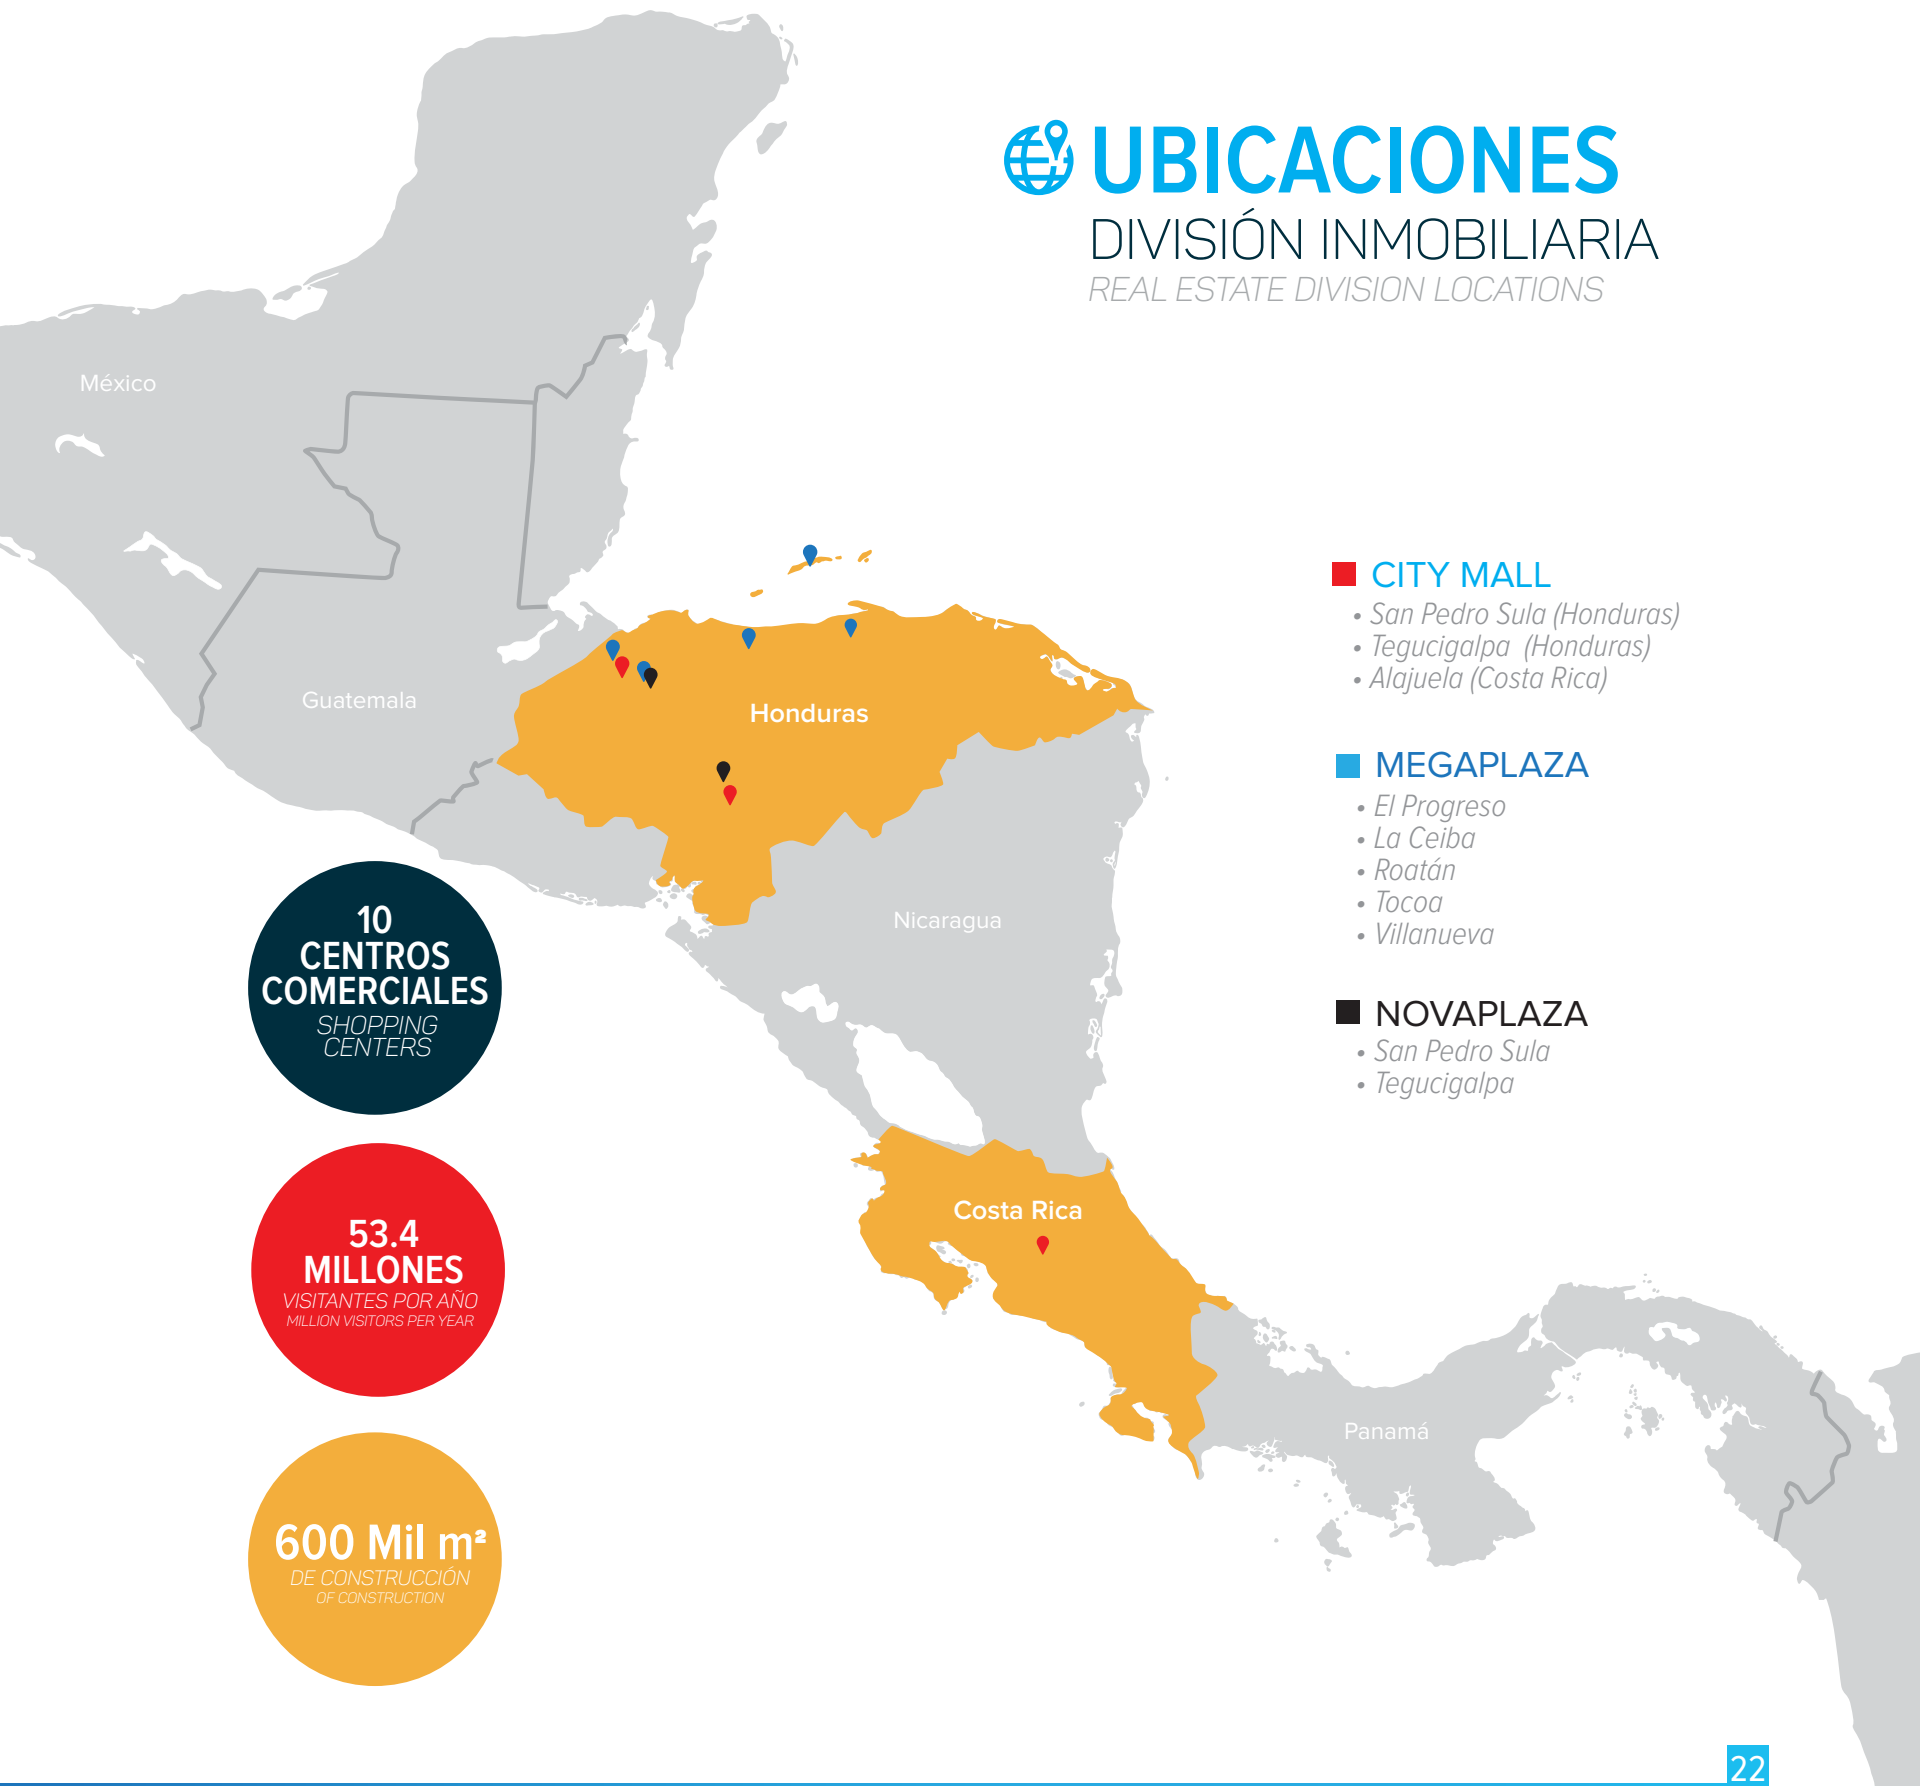 UBICACIONES
DIVISIÓN INMOBILIARIA
REAL ESTATE DIVISION LOCATIONS
México
Guatemala
Honduras
Nicaragua
Costa Rica
Panamá
CITY MALL
• San Pedro Sula (Honduras)
• Tegucigalpa (Honduras)
• Alajuela (Costa Rica)
MEGAPLAZA
• El Progreso
• La Ceiba
• Roatán
• Tocoa
• Villanueva
NOVAPLAZA
• San Pedro Sula
• Tegucigalpa
10
CENTROS
COMERCIALES
SHOPPING
CENTERS
53.4
MILLONES
VISITANTES POR AÑO
MILLION VISITORS PER YEAR
600 Mil m²
DE CONSTRUCCIÓN
OF CONSTRUCTION
22